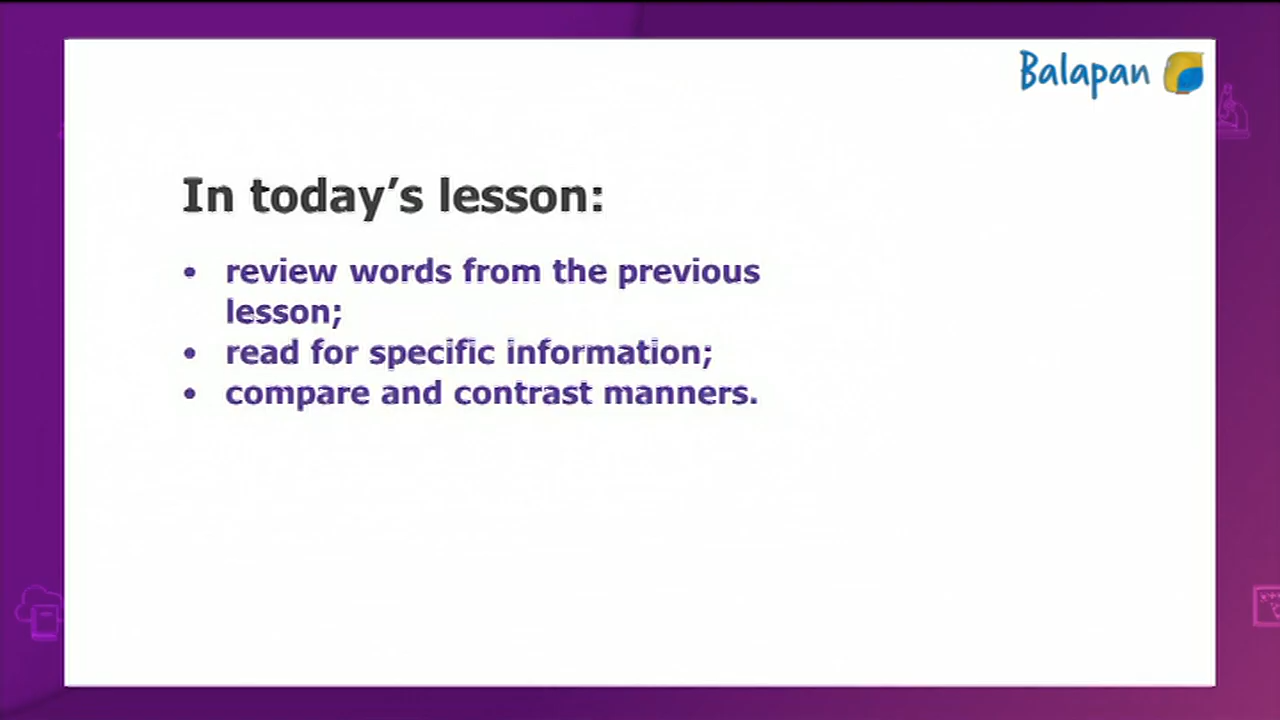 Balapan
In today’s lesson:
• review words from the previous
lesson;
• read for specific information;
• compare and contrast manners.